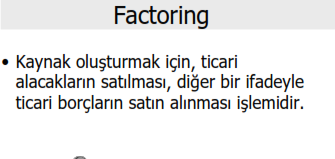 Factoring
• Kaynak oluşturmak için, ticari
alacakların satılması, diğer bir ifadeyle
ticari borçların satın alınması işlemidir.